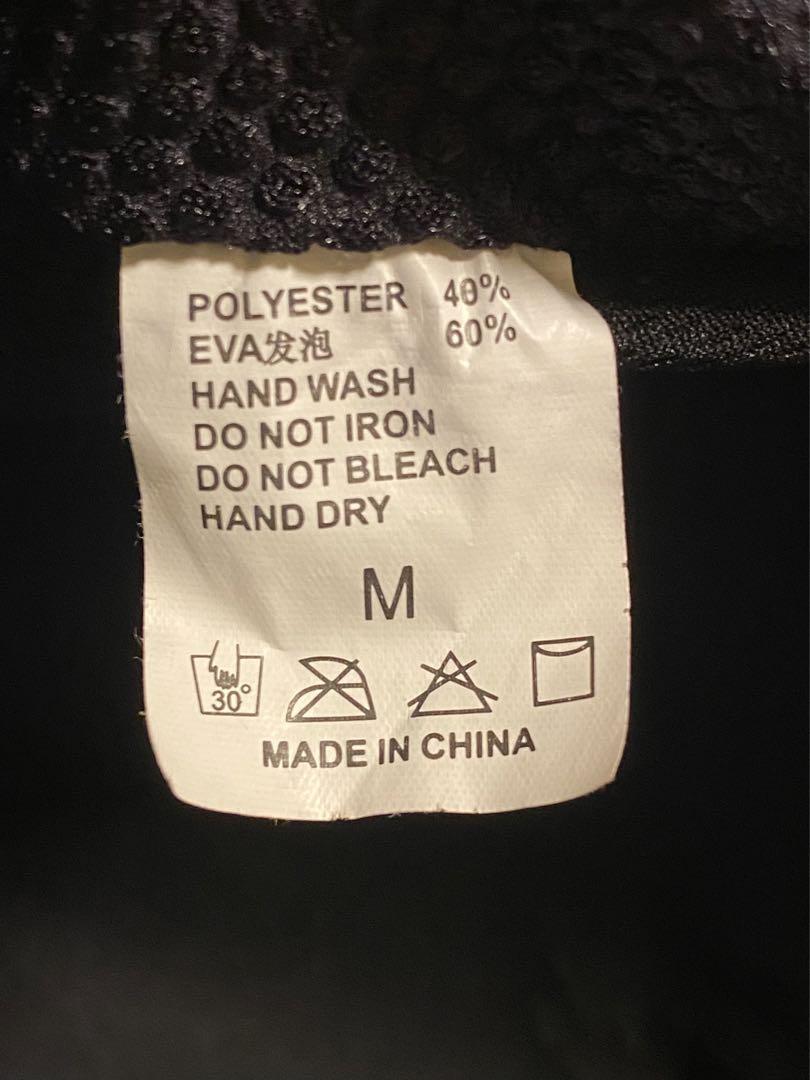 POLYESTER 40%
EVA发泡 60%
HAND WASH
DO NOT IRON
DO NOT BLEACH
HAND DRY
M
30°
MADE IN CHINA